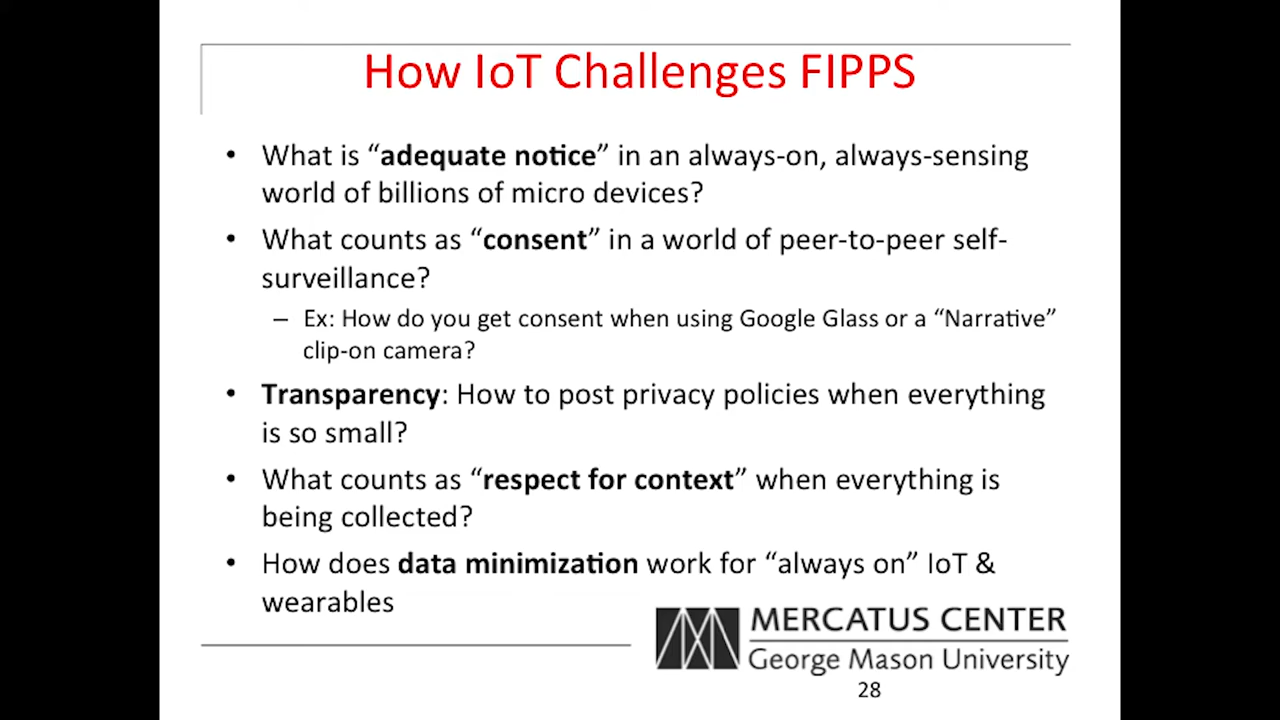 How IoT Challenges FIPPS
• What is “adequate notice” in an always-on, always-sensing
world of billions of micro devices?
• What counts as “consent” in a world of peer-to-peer self-
surveillance?
– Ex: How do you get consent when using Google Glass or a “Narrative”
clip-on camera?
• Transparency: How to post privacy policies when everything
is so small?
• What counts as “respect for context” when everything is
being collected?
• How does data minimization work for “always on” IoT &
wearables
MERCATUS CENTER
George Mason University
28